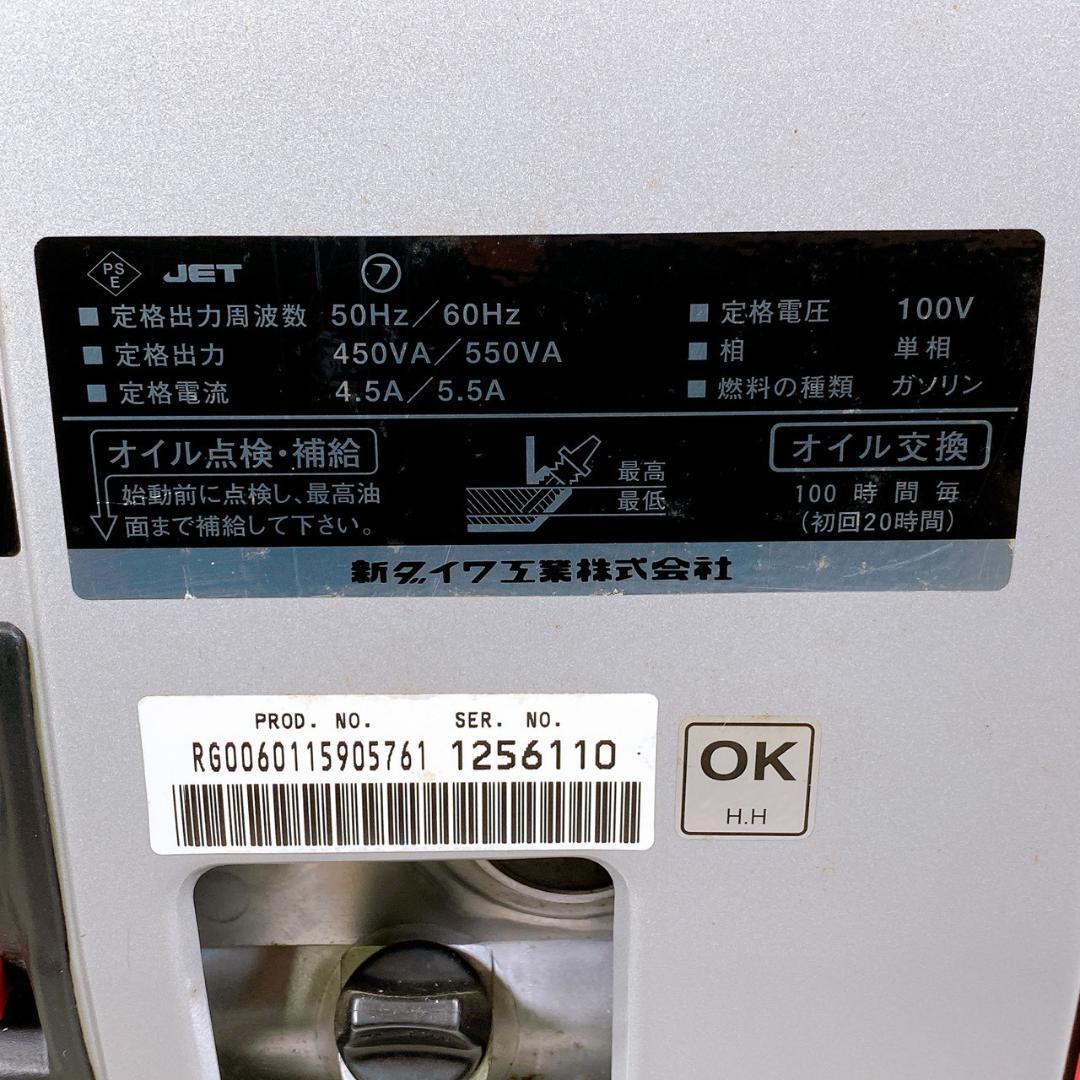 PSE JET
■ 定格出力周波数 50Hz／60Hz
■ 定格出力 450VA／550VA
■ 定格電流 4.5A／5.5A
■ 定格電圧 100V
■ 相 単相
■ 燃料の種類 ガソリン
オイル点検・補給
始動前に点検し、最高油
面まで補給して下さい。
最高
最低
オイル交換
100時間毎
(初回20時間)
新ダイワ工業株式会社
PROD. NO. SER. NO.
RG0060115905761 1256110
OK
H.H